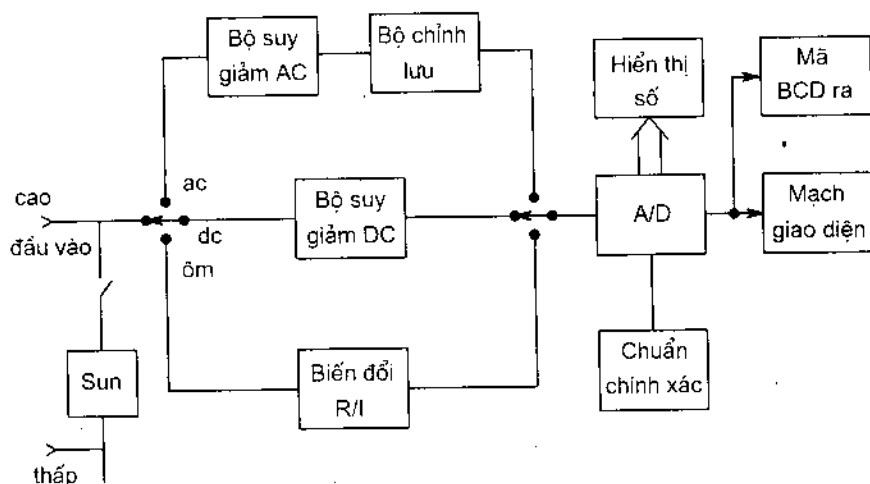 Bộ suy
giảm AC
Bộ chỉnh
lưu
Hiển thị
số
Mã
BCD ra
cao
đầu vào
ac
dc
ôm
Bộ suy
giảm DC
A/D
Mạch
giao diện
Sun
Biến đổi
R/I
Chuẩn
chính xác
thấp